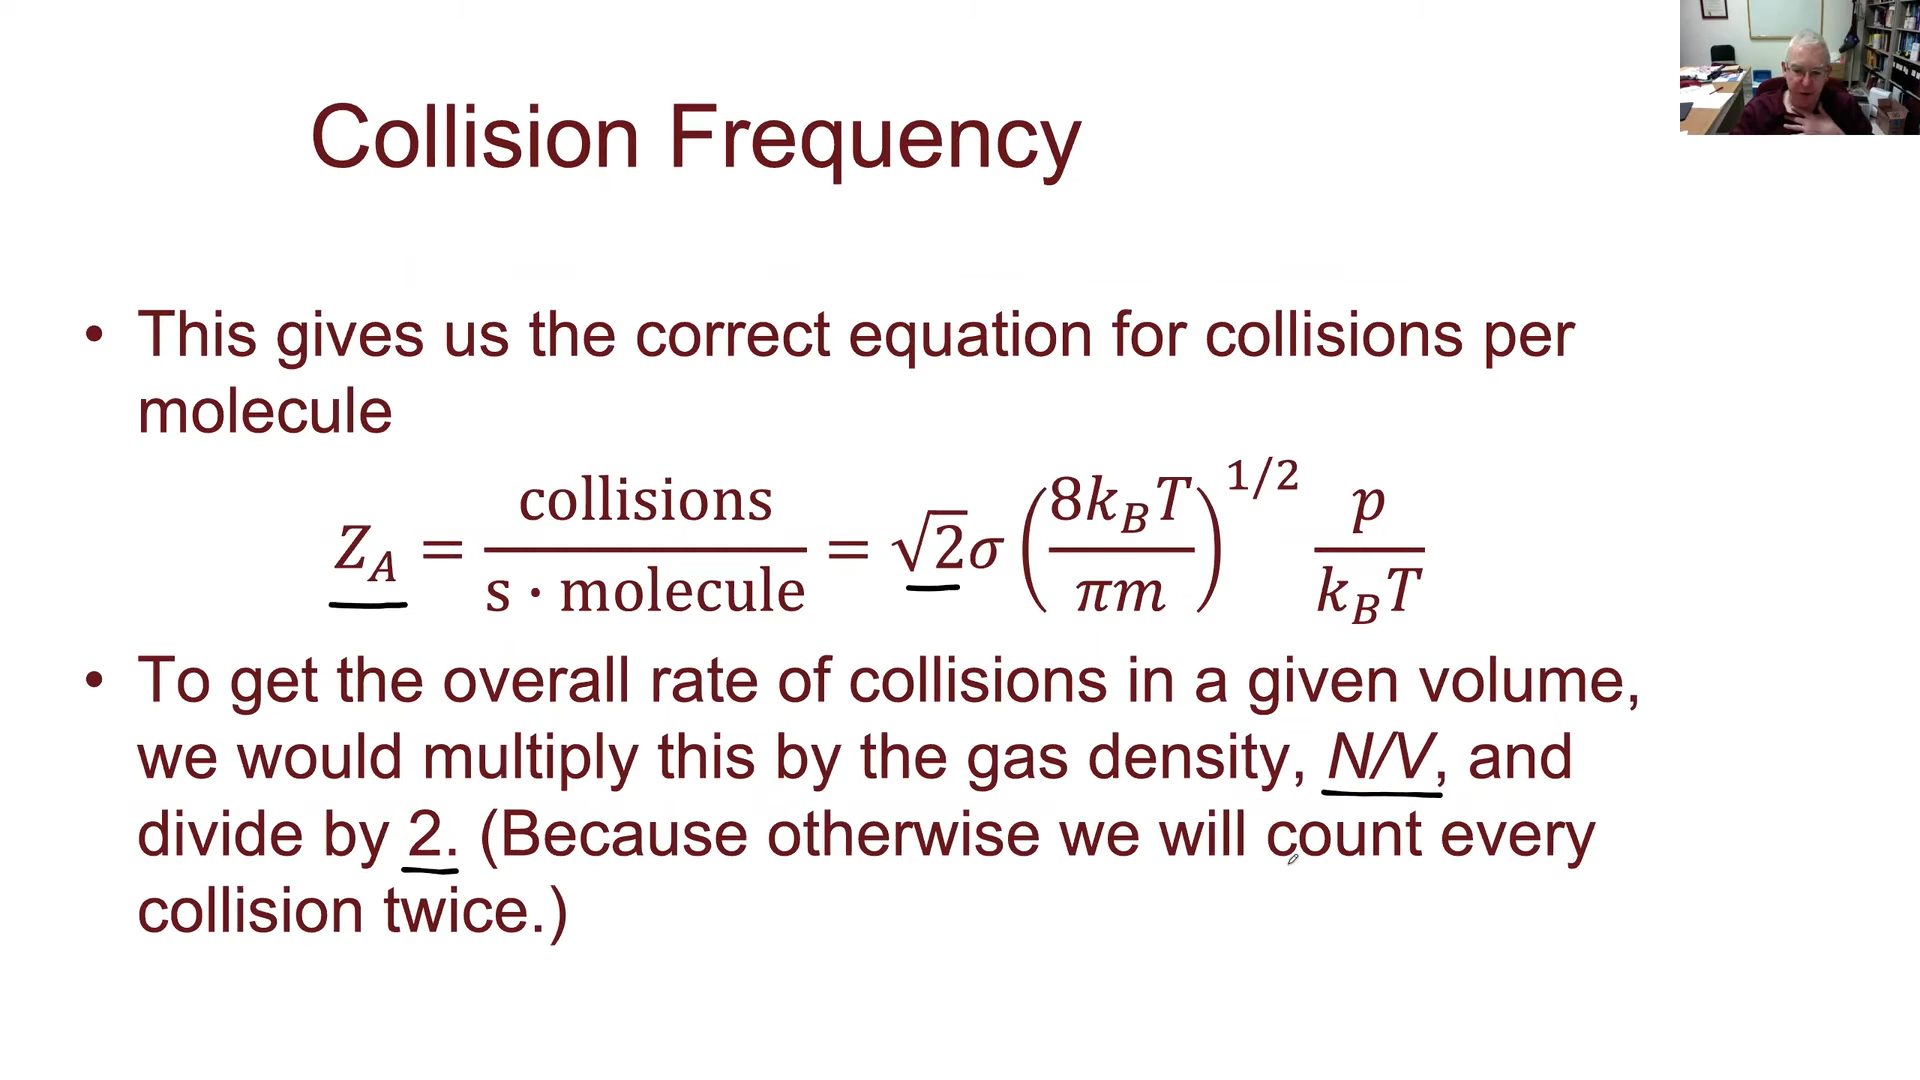 Collision Frequency
• This gives us the correct equation for collisions per
molecule
Z_A = collisions / (s · molecule) = √2σ (8k_BT / πm)^1/2 p / k_BT
• To get the overall rate of collisions in a given volume,
we would multiply this by the gas density, N/V, and
divide by 2. (Because otherwise we will count every
collision twice.)